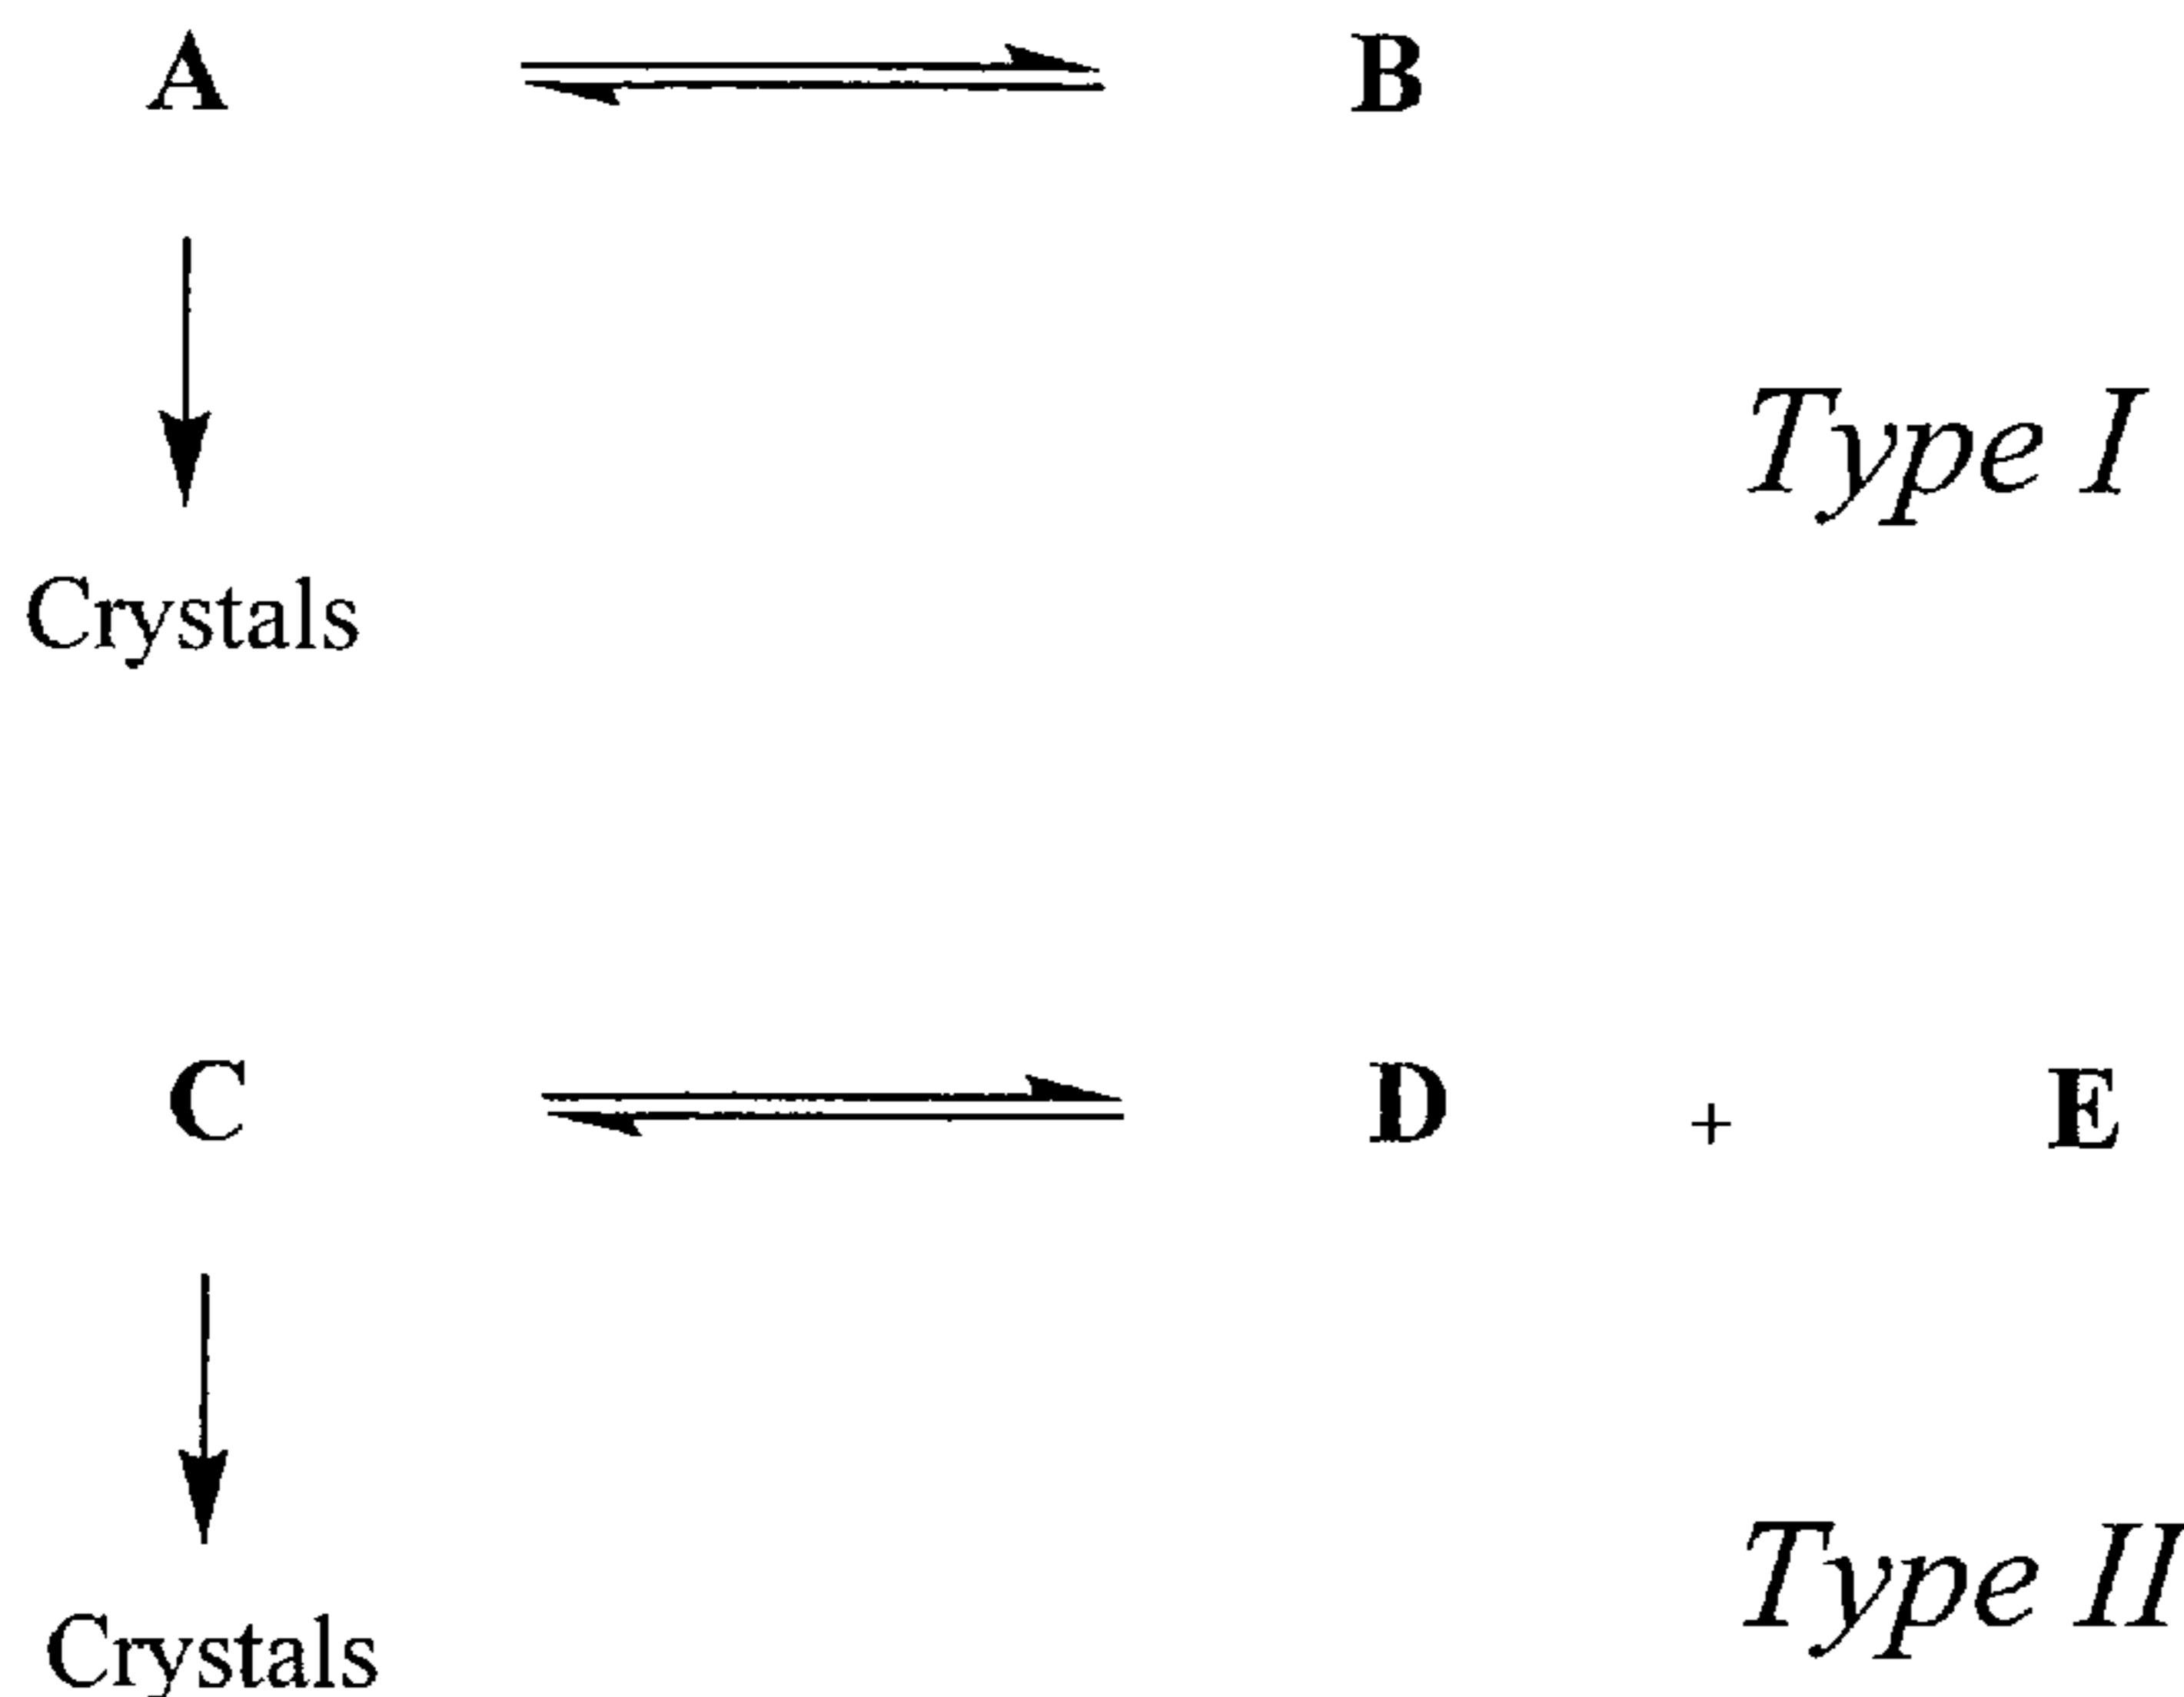 A B
Type I
Crystals
C D + E
Type II
Crystals